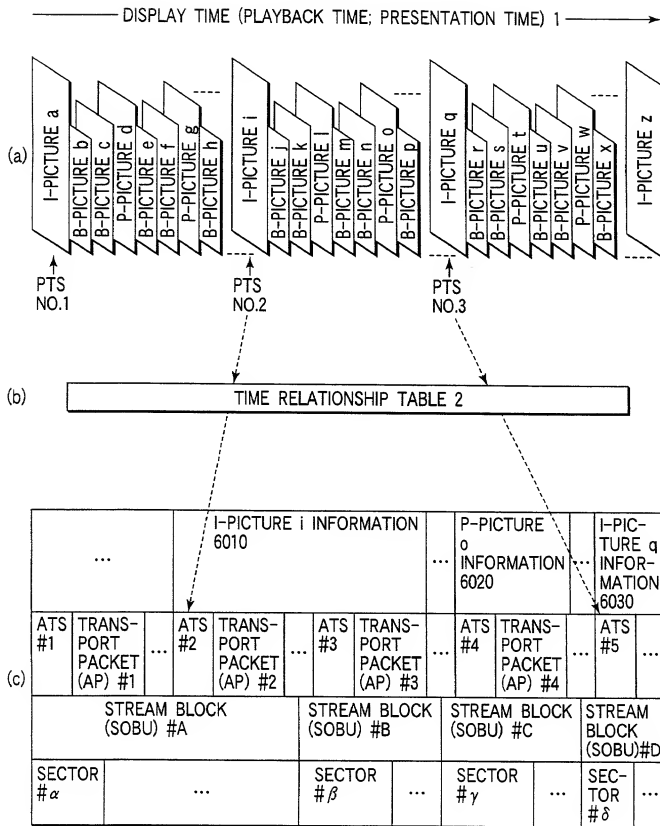 DISPLAY TIME (PLAYBACK TIME; PRESENTATION TIME) 1
(a)
I-PICTURE a
B-PICTURE b
B-PICTURE c
P-PICTURE d
B-PICTURE e
B-PICTURE f
P-PICTURE g
B-PICTURE h
I-PICTURE i
B-PICTURE j
B-PICTURE k
P-PICTURE l
B-PICTURE m
B-PICTURE n
P-PICTURE o
B-PICTURE p
I-PICTURE q
B-PICTURE r
B-PICTURE s
P-PICTURE t
B-PICTURE u
B-PICTURE v
P-PICTURE w
B-PICTURE x
I-PICTURE z
PTS
NO.1
PTS
NO.2
PTS
NO.3
(b)
TIME RELATIONSHIP TABLE 2
(c)
...
I-PICTURE i INFORMATION
6010
...
P-PICTURE
o
INFORMATION
6020
...
I-PIC-
TURE q
INFOR-
MATION
6030
ATS
#1
TRANS-
PORT
PACKET
(AP) #1
...
ATS
#2
TRANS-
PORT
PACKET
(AP) #2
...
ATS
#3
TRANS-
PORT
PACKET
(AP) #3
...
ATS
#4
TRANS-
PORT
PACKET
(AP) #4
...
ATS
#5
...
STREAM BLOCK
(SOBU) #A
STREAM BLOCK
(SOBU) #B
STREAM BLOCK
(SOBU) #C
STREAM
BLOCK
(SOBU)#D
SECTOR
#α
...
SECTOR
#β
...
SECTOR
#γ
...
SEC-
TOR
#δ
...